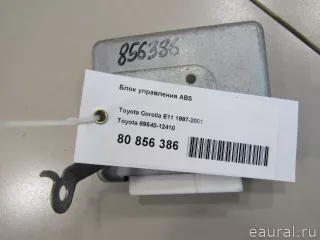 856386
Блок управления ABS
Toyota Corolla E11 1997-2001
Toyota 89540-12410
80 856 386
© eaural.ru